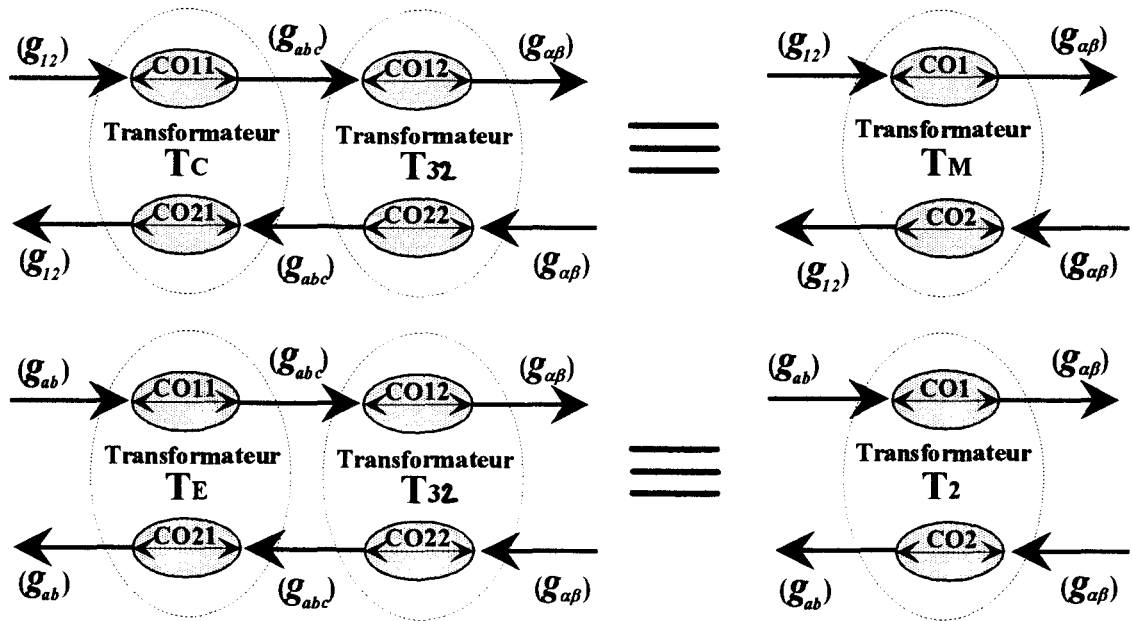 (g12) (gabc) (gαβ) (g12) (gαβ)
CO11 CO12 CO1
Transformateur Transformateur Transformateur
TC T32 TM
CO21 CO22 CO2
(g12) (gabc) (gαβ) (g12) (gαβ)
(gab) (gabc) (gαβ) (gab) (gαβ)
CO11 CO12 CO1
Transformateur Transformateur Transformateur
TE T32 T2
CO21 CO22 CO2
(gab) (gabc) (gαβ) (gab) (gαβ)